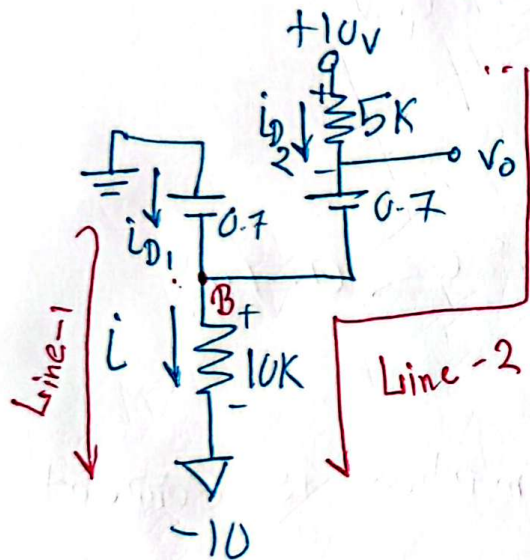 +10v
+
iD2
5K
vo
-
0.7
0.7
iD1
B
+
i
10K
-
Line-1
Line-2
-10